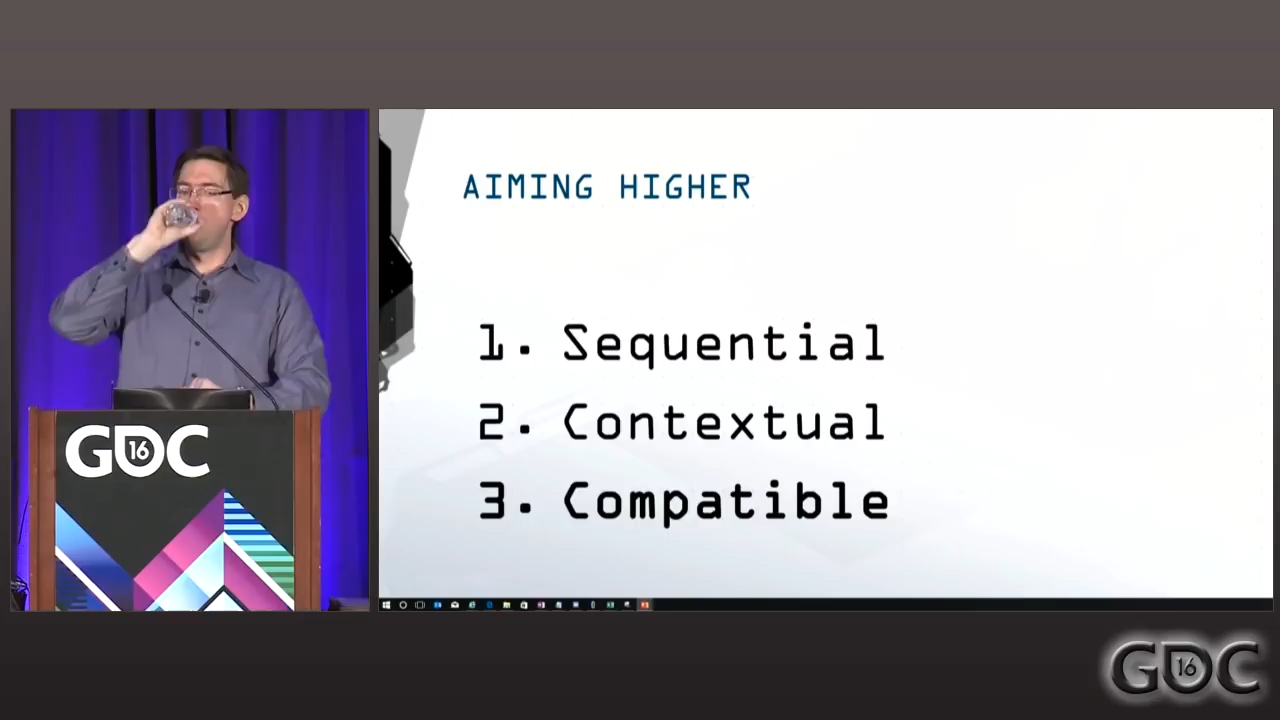 AIMING HIGHER
1. Sequential
2. Contextual
3. Compatible
GDC
16
GDC
16